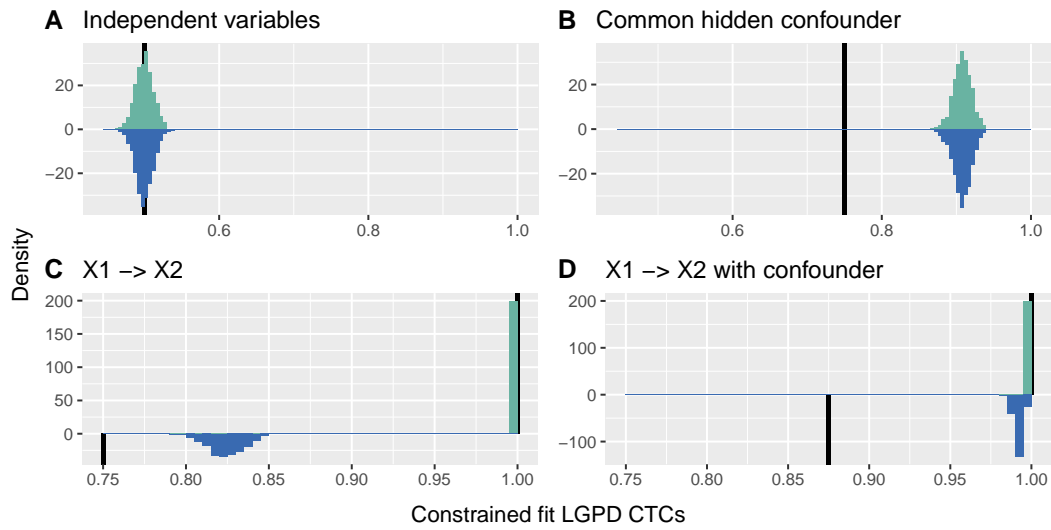 A Independent variables
20
0
−20
0.6 0.8 1.0
B Common hidden confounder
20
0
−20
0.6 0.8 1.0
Density
C X1 −> X2
200
150
100
50
0
0.75 0.80 0.85 0.90 0.95 1.00
D X1 −> X2 with confounder
200
100
0
−100
0.75 0.80 0.85 0.90 0.95 1.00
Constrained fit LGPD CTCs